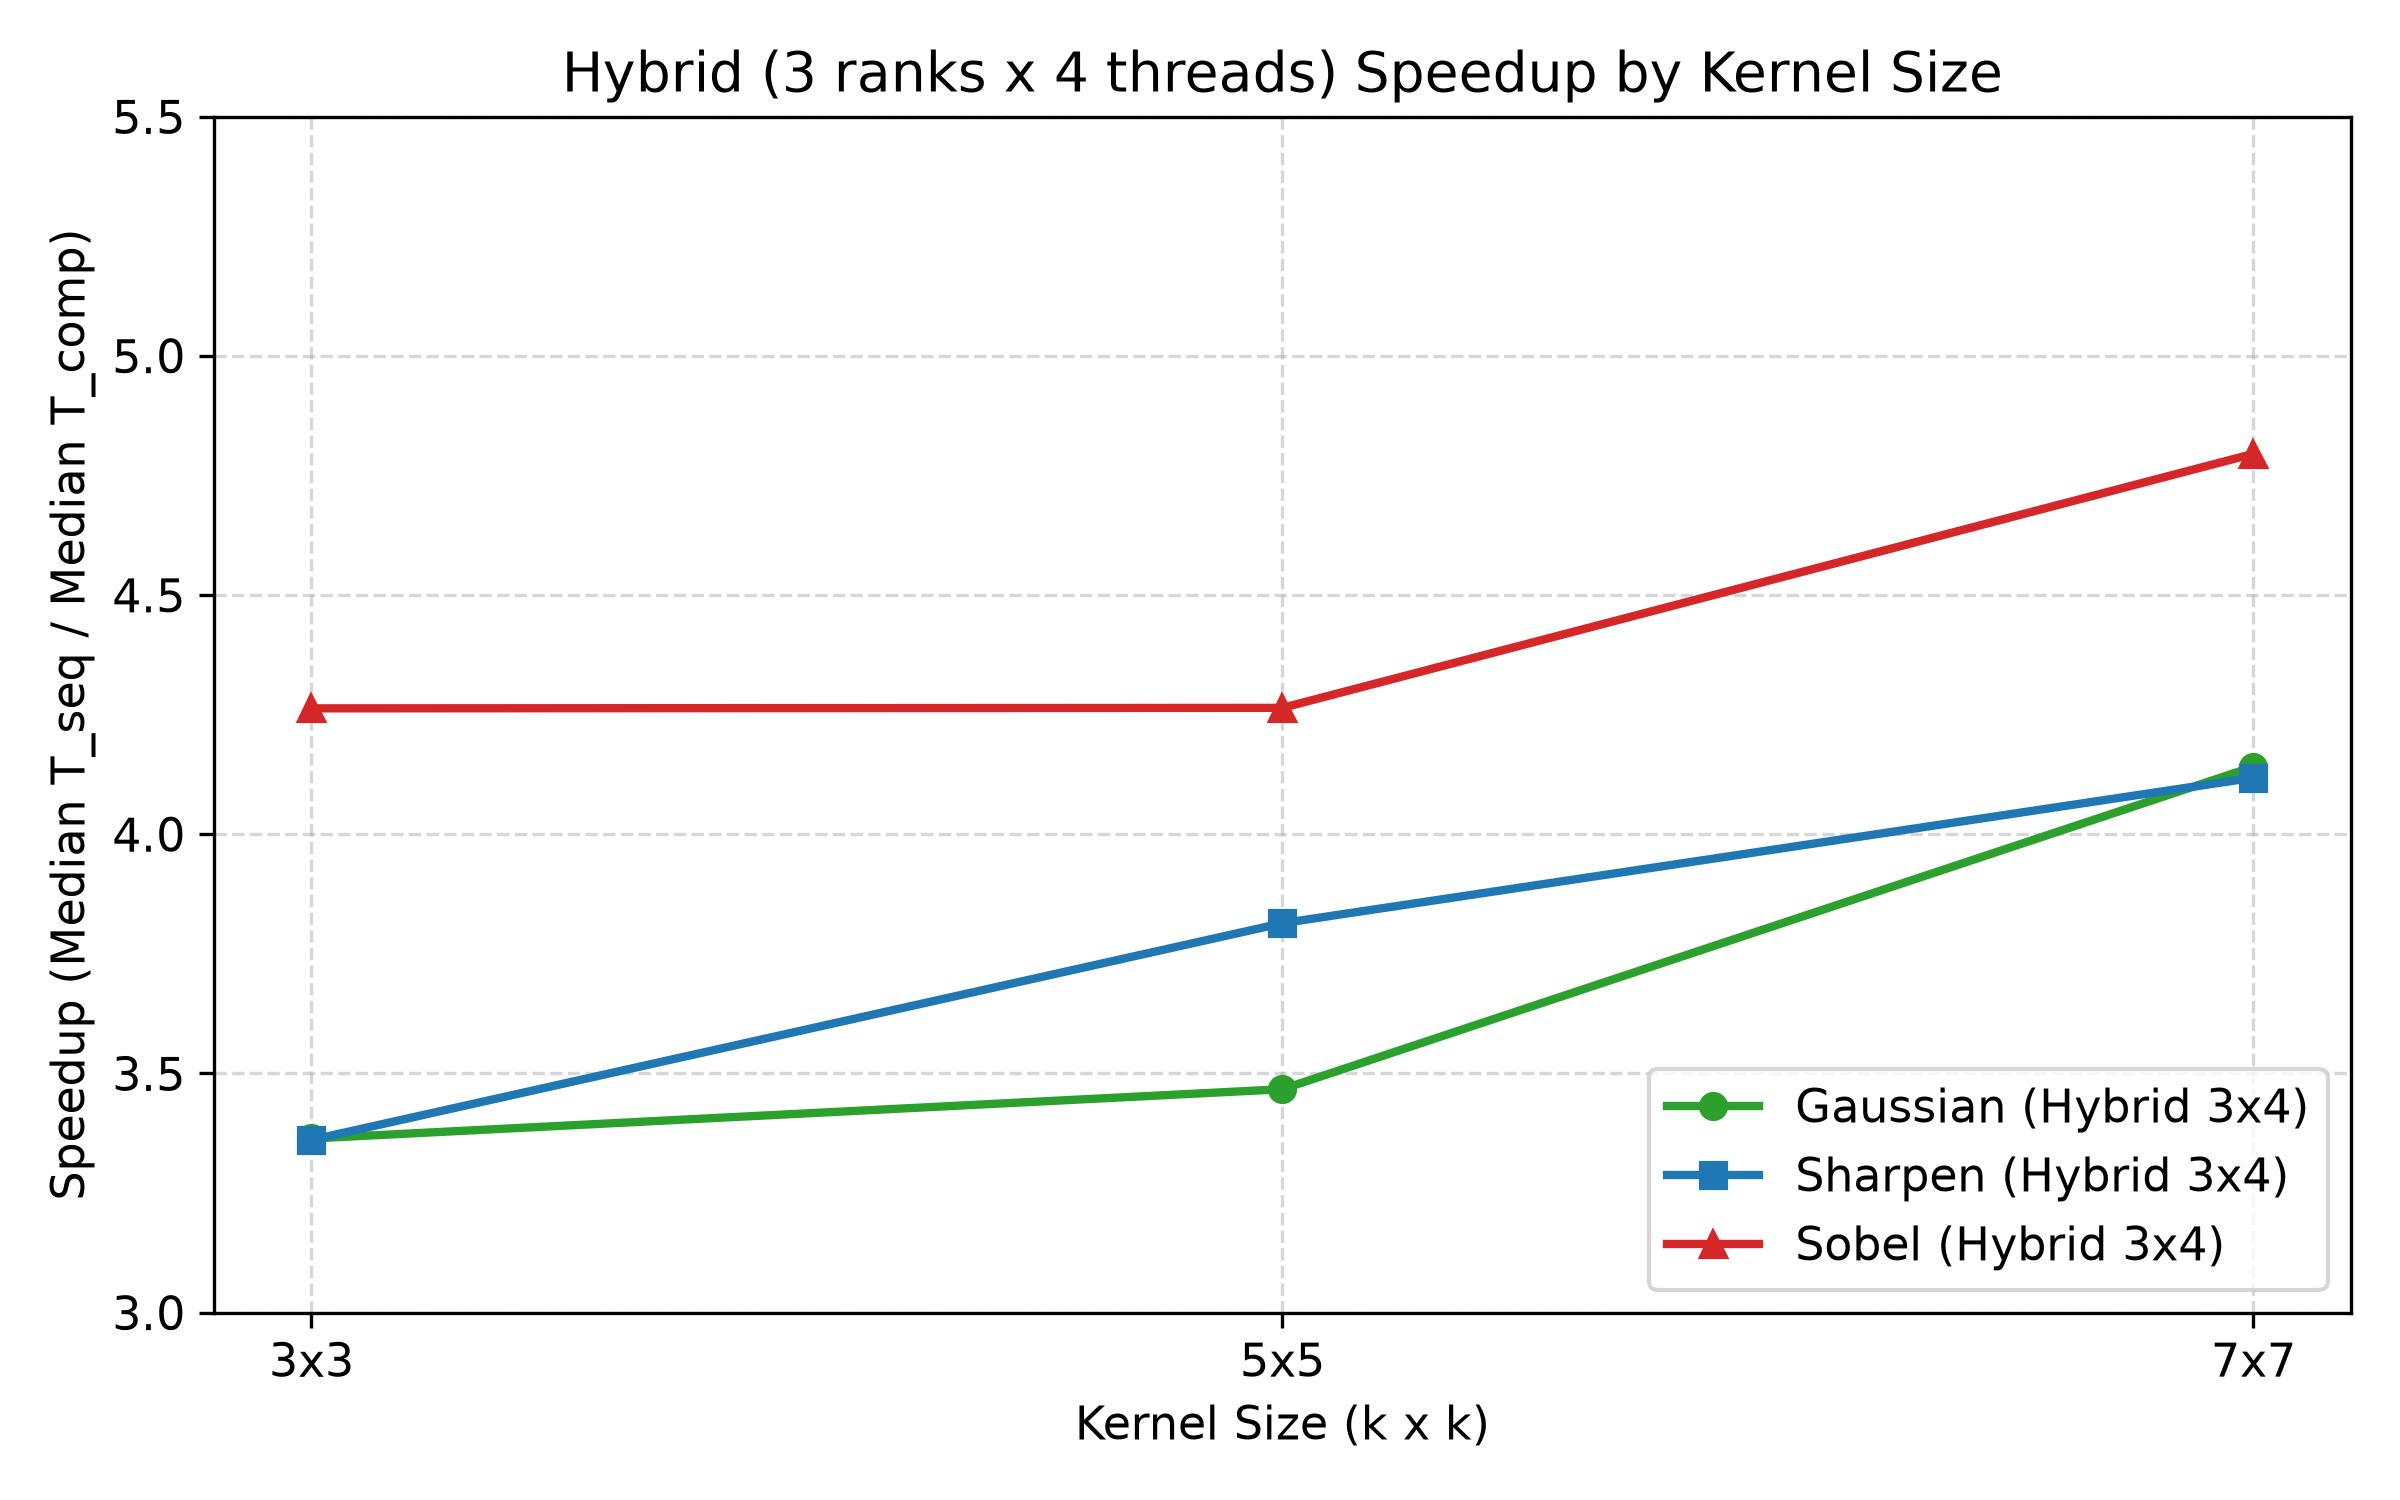 Hybrid (3 ranks x 4 threads) Speedup by Kernel Size
Speedup (Median T_seq / Median T_comp)
5.5
5.0
4.5
4.0
3.5
3.0
Gaussian (Hybrid 3x4)
Sharpen (Hybrid 3x4)
Sobel (Hybrid 3x4)
3x3
5x5
7x7
Kernel Size (k x k)